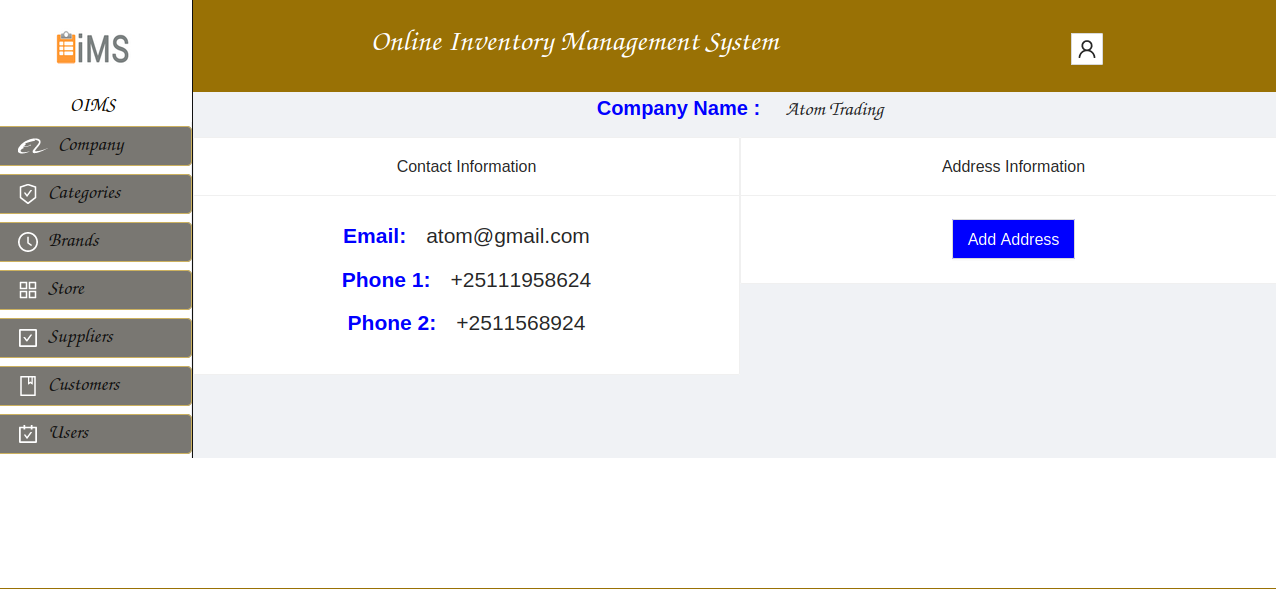 iMS
OIMS
Online Inventory Management System
Company Name : Atom Trading
Company
Categories
Brands
Store
Suppliers
Customers
Users
Contact Information
Email: atom@gmail.com
Phone 1: +25111958624
Phone 2: +2511568924
Address Information
Add Address